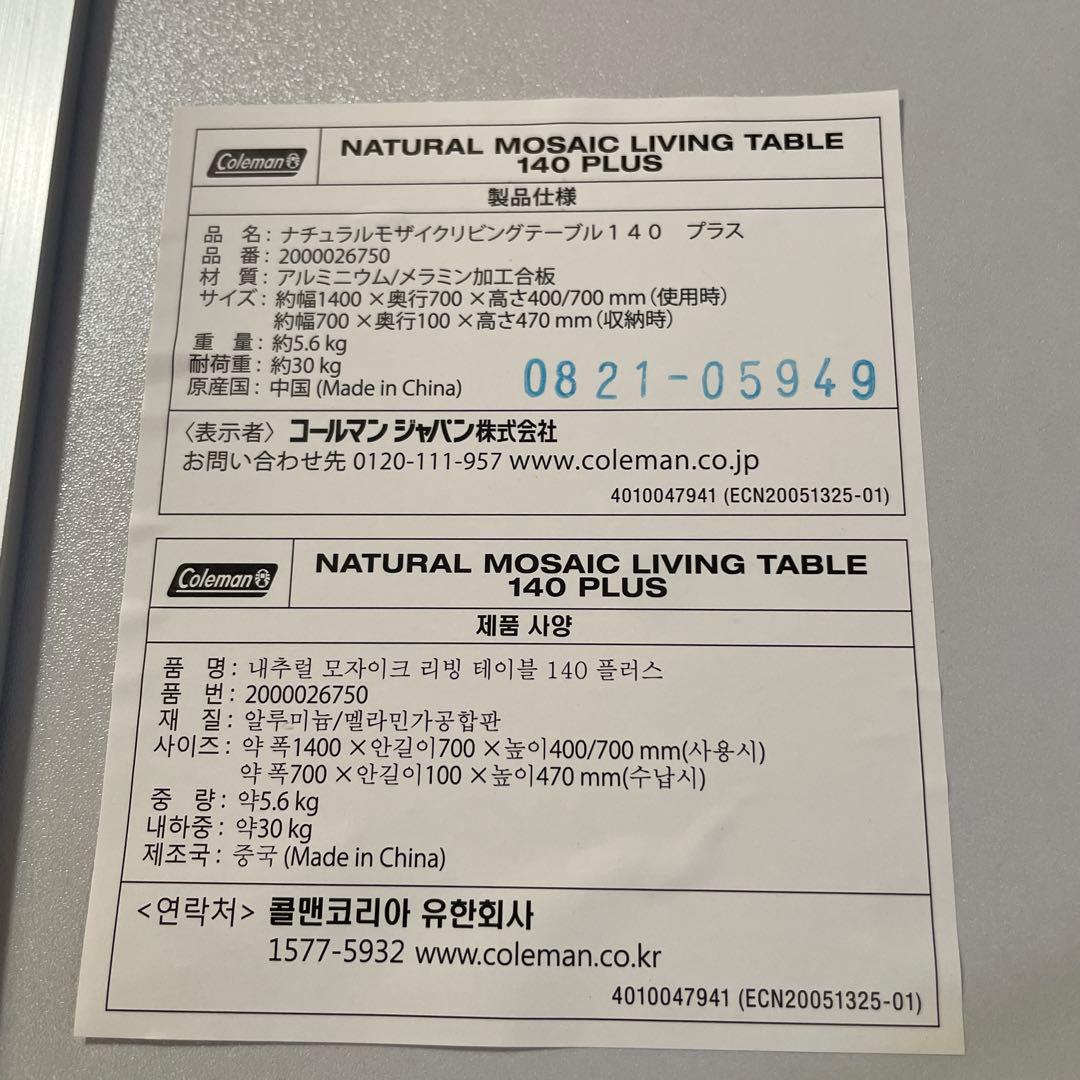 Coleman
NATURAL MOSAIC LIVING TABLE
140 PLUS
製品仕様
品 名: ナチュラルモザイクリビングテーブル140 プラス
品 番: 2000026750
材 質: アルミニウム/メラミン加工合板
サイズ: 約幅1400×奥行700×高さ400/700 mm(使用時)
約幅700×奥行100×高さ470 mm(収納時)
重 量: 約5.6 kg
耐荷重: 約30 kg
原産国: 中国 (Made in China)
0821-05949
〈表示者〉 コールマン ジャパン株式会社
お問い合わせ先 0120-111-957 www.coleman.co.jp
4010047941 (ECN20051325-01)
Coleman
NATURAL MOSAIC LIVING TABLE
140 PLUS
제품 사양
품 명: 내추럴 모자이크 리빙 테이블 140 플러스
품 번: 2000026750
재 질: 알루미늄/멜라민가공합판
사이즈: 약 폭1400×안길이700×높이400/700 mm(사용시)
약 폭700×안길이100×높이470 mm(수납시)
중 량: 약5.6 kg
내하중: 약30 kg
제조국: 중국 (Made in China)
<연락처> 콜맨코리아 유한회사
1577-5932 www.coleman.co.kr
4010047941 (ECN20051325-01)